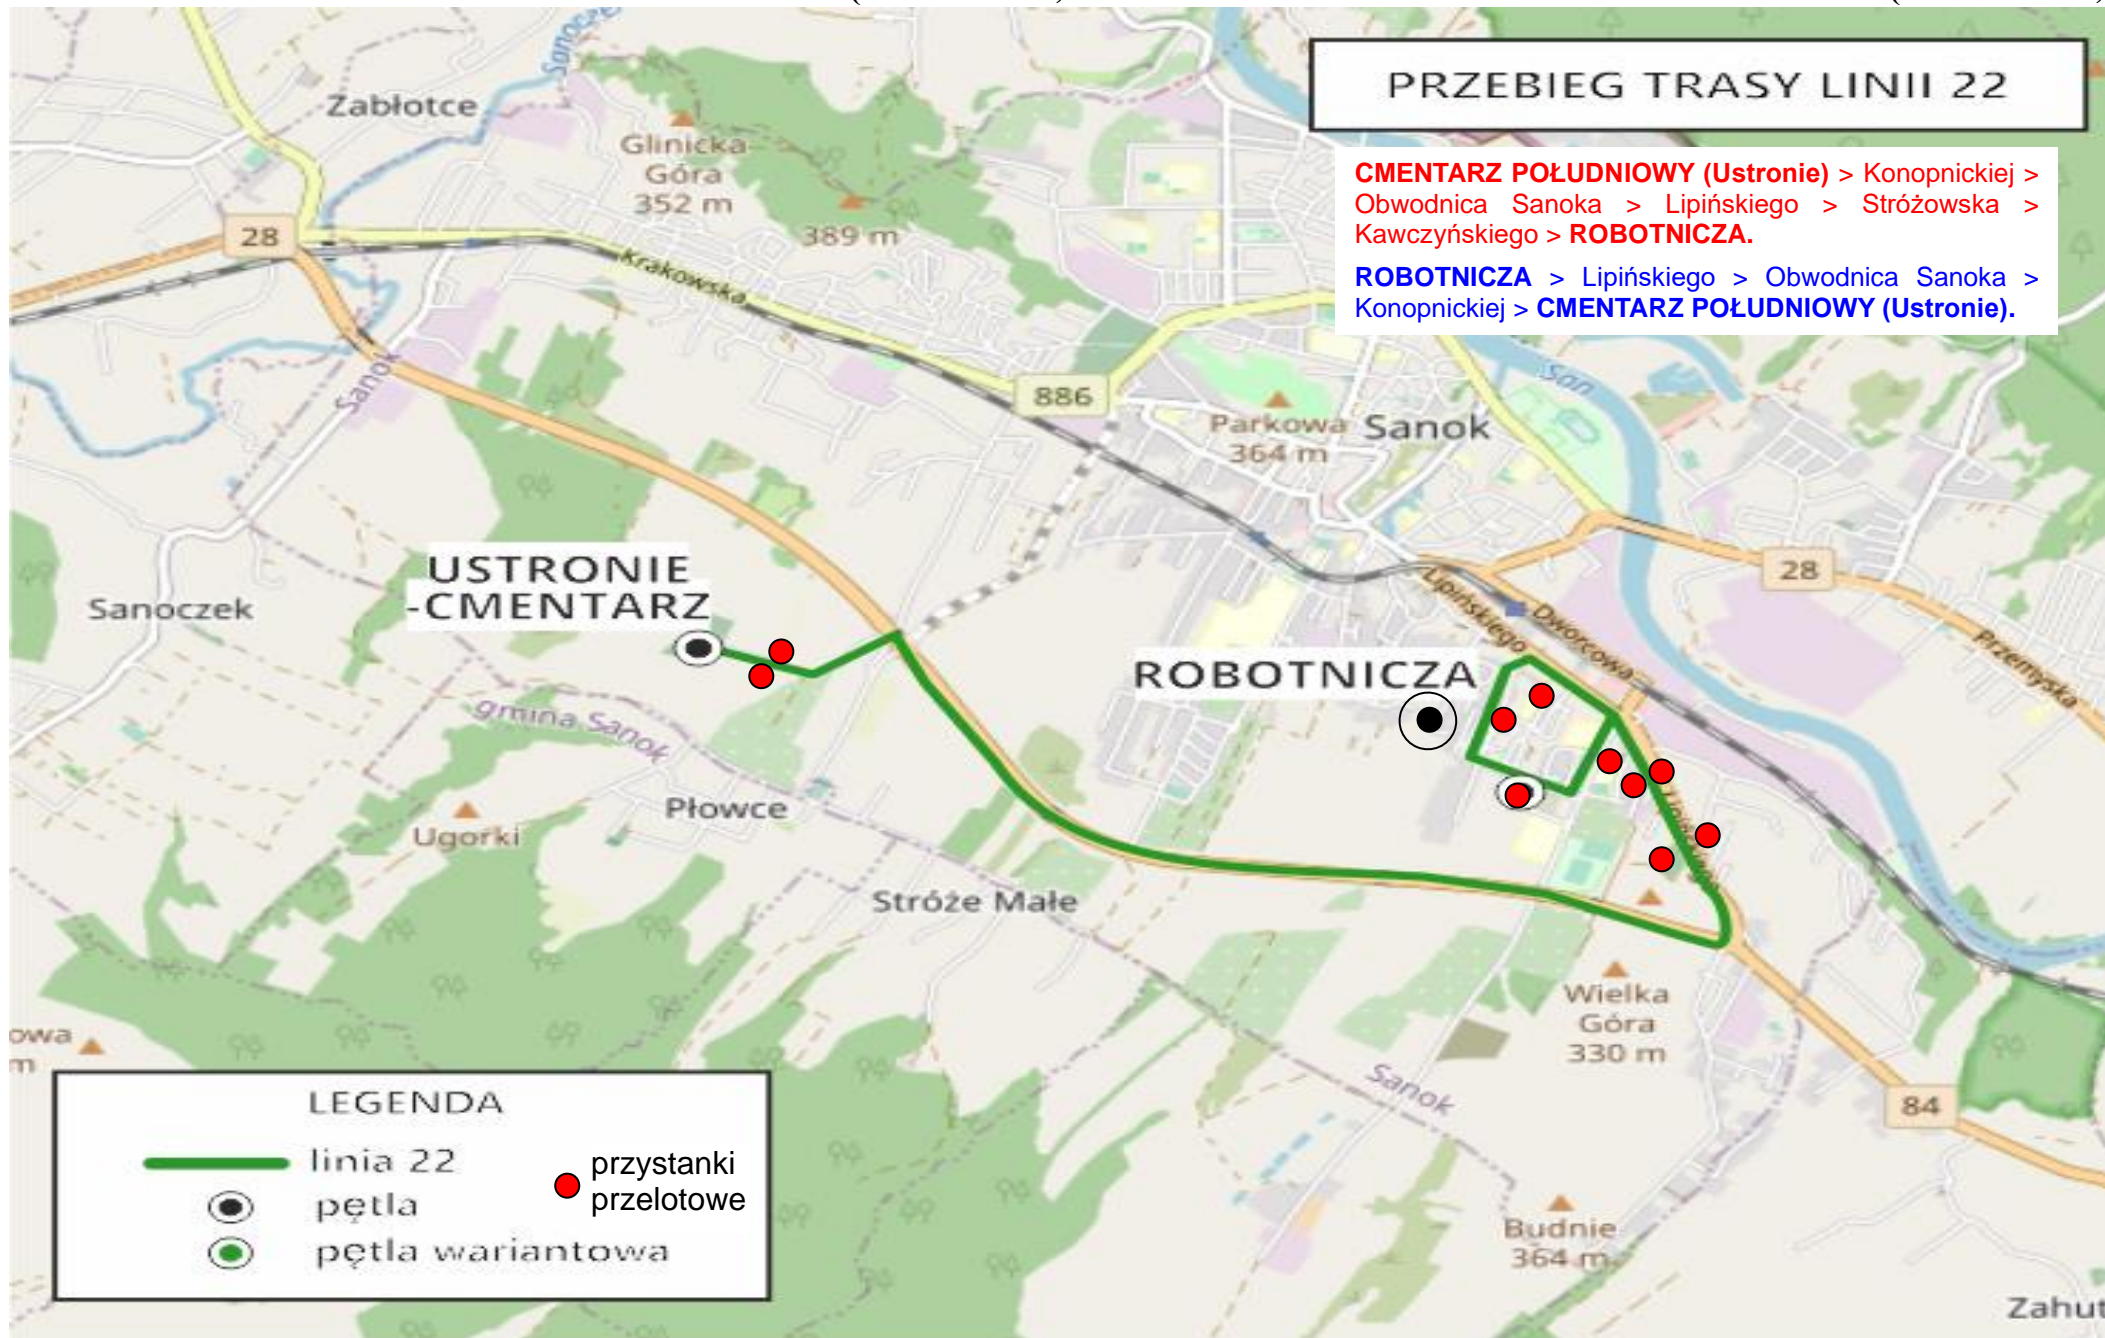 PRZEBIEG TRASY LINII 22
CMENTARZ POŁUDNIOWY (Ustronie) > Konopnickiej >
Obwodnica Sanoka > Lipińskiego > Stróżowska >
Kawczyńskiego > ROBOTNICZA.
ROBOTNICZA > Lipińskiego > Obwodnica Sanoka >
Konopnickiej > CMENTARZ POŁUDNIOWY (Ustronie).
Sanoczek
Zabłotce
Glinicka
Góra
352 m
389 m
28
Krakowska
Sanok
886
Parkowa
364 m
Sanok
San
28
Przemyska
Lipińskiego
Dworcowa
USTRONIE
-CMENTARZ
Sanoczek
ROBOTNICZA
gmina Sanok
Płowce
Ugorki
Stróże Małe
Wielka
Góra
330 m
Sanok
84
owa
m
Budnie
364 m
Zahut
LEGENDA
linia 22
pętla
pętla wariantowa
przystanki
przelotowe